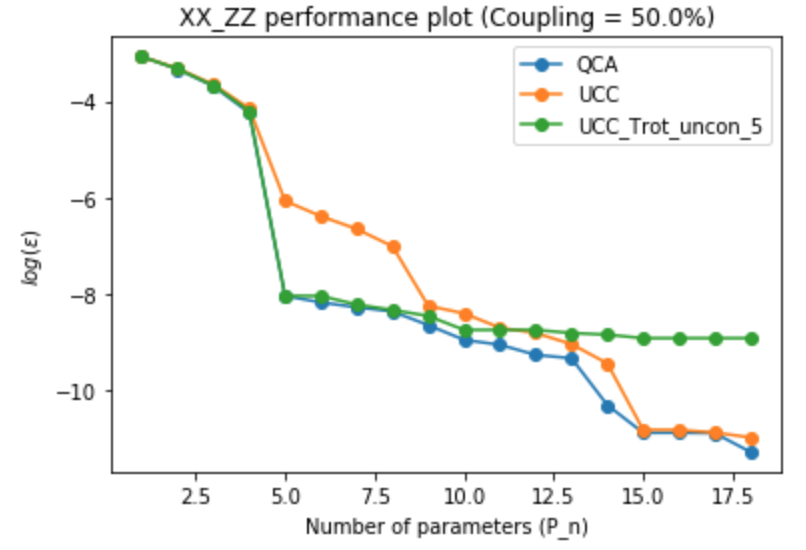 XX_ZZ performance plot (Coupling = 50.0%)
QCA
UCC
UCC_Trot_uncon_5
−4
−6
−8
−10
log(ε)
2.5 5.0 7.5 10.0 12.5 15.0 17.5
Number of parameters (P_n)